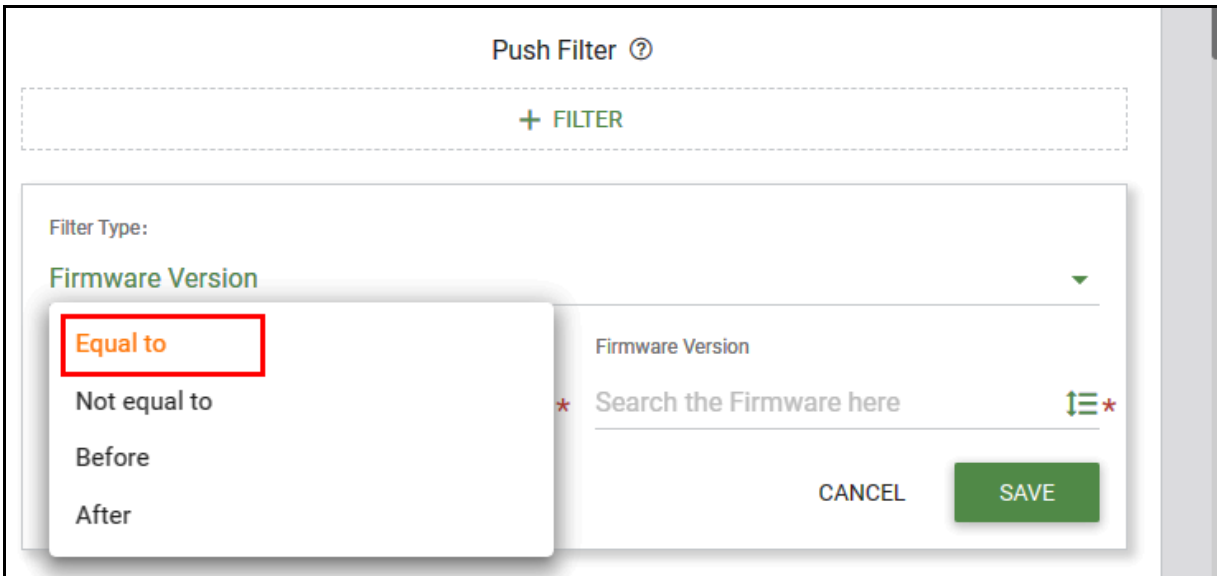 Push Filter
+ FILTER
Filter Type:
Firmware Version
Equal to
Not equal to
Before
After
Firmware Version
* Search the Firmware here *
CANCEL SAVE